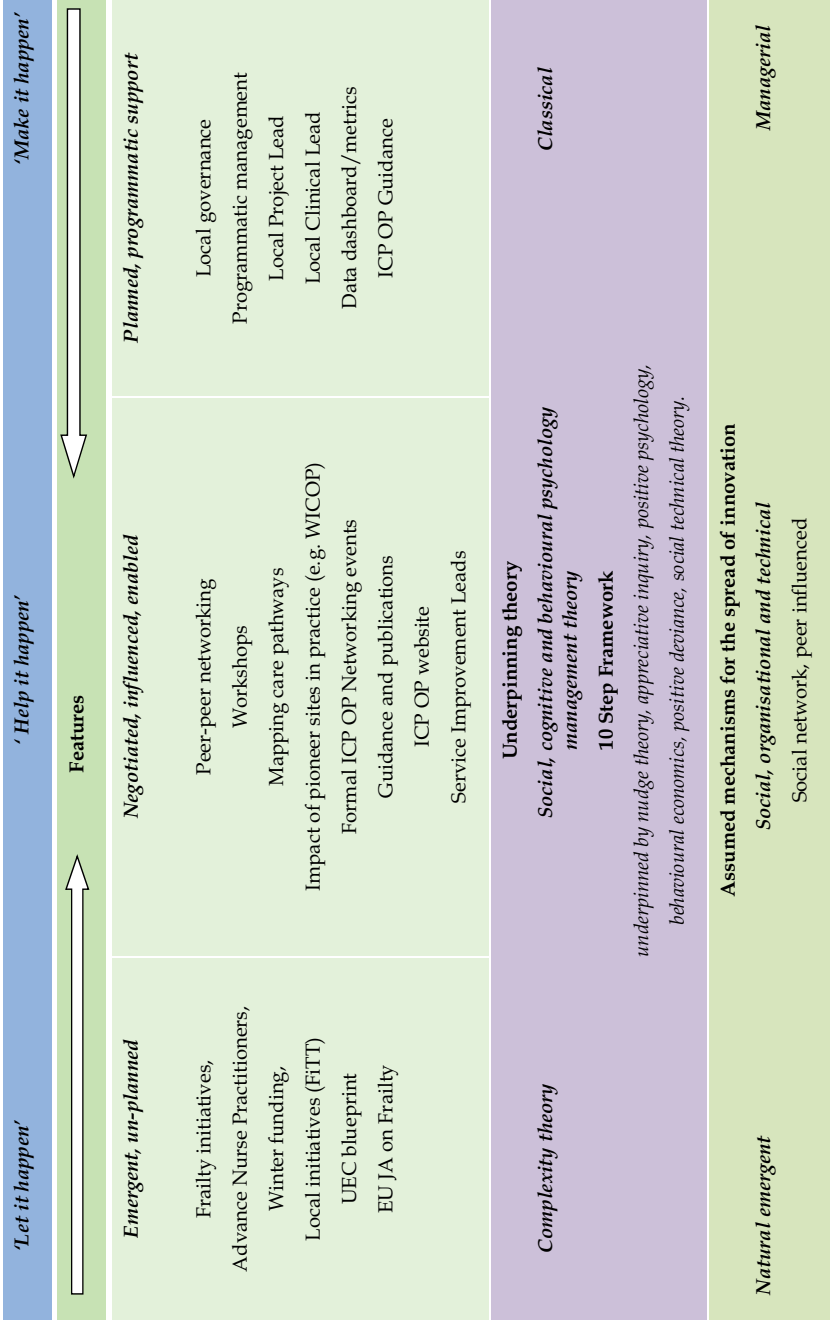 'Let it happen'
' Help it happen'
'Make it happen'
Features
Emergent, un-planned
Frailty initiatives,
Advance Nurse Practitioners,
Winter funding,
Local initiatives (FiTT)
UEC blueprint
EU JA on Frailty
Negotiated, influenced, enabled
Peer-peer networking
Workshops
Mapping care pathways
Impact of pioneer sites in practice (e.g. WICOP)
Formal ICP OP Networking events
Guidance and publications
ICP OP website
Service Improvement Leads
Planned, programmatic support
Local governance
Programmatic management
Local Project Lead
Local Clinical Lead
Data dashboard/metrics
ICP OP Guidance
Underpinning theory
Complexity theory
Social, cognitive and behavioural psychology
management theory
Classical
10 Step Framework
underpinned by nudge theory, appreciative inquiry, positive psychology,
behavioural economics, positive deviance, social technical theory.
Assumed mechanisms for the spread of innovation
Natural emergent
Social, organisational and technical
Managerial
Social network, peer influenced